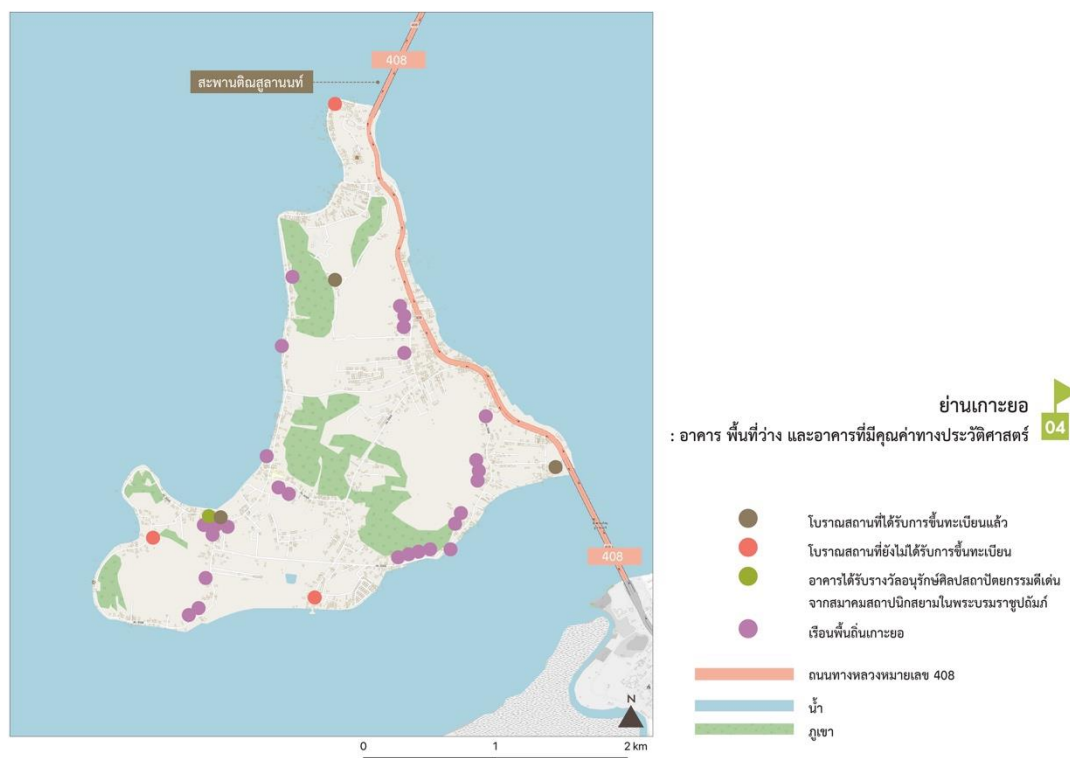 408
สะพานติณสูลานนท์
ย่านเกาะยอ
: อาคาร พื้นที่ว่าง และอาคารที่มีคุณค่าทางประวัติศาสตร์
04
โบราณสถานที่ได้รับการขึ้นทะเบียนแล้ว
โบราณสถานที่ยังไม่ได้รับการขึ้นทะเบียน
อาคารได้รับรางวัลอนุรักษ์ศิลปสถาปัตยกรรมดีเด่น
จากสมาคมสถาปนิกสยามในพระบรมราชูปถัมภ์
เรือนพื้นถิ่นเกาะยอ
408
ถนนทางหลวงหมายเลข 408
น้ำ
ภูเขา
N
0 1 2 km